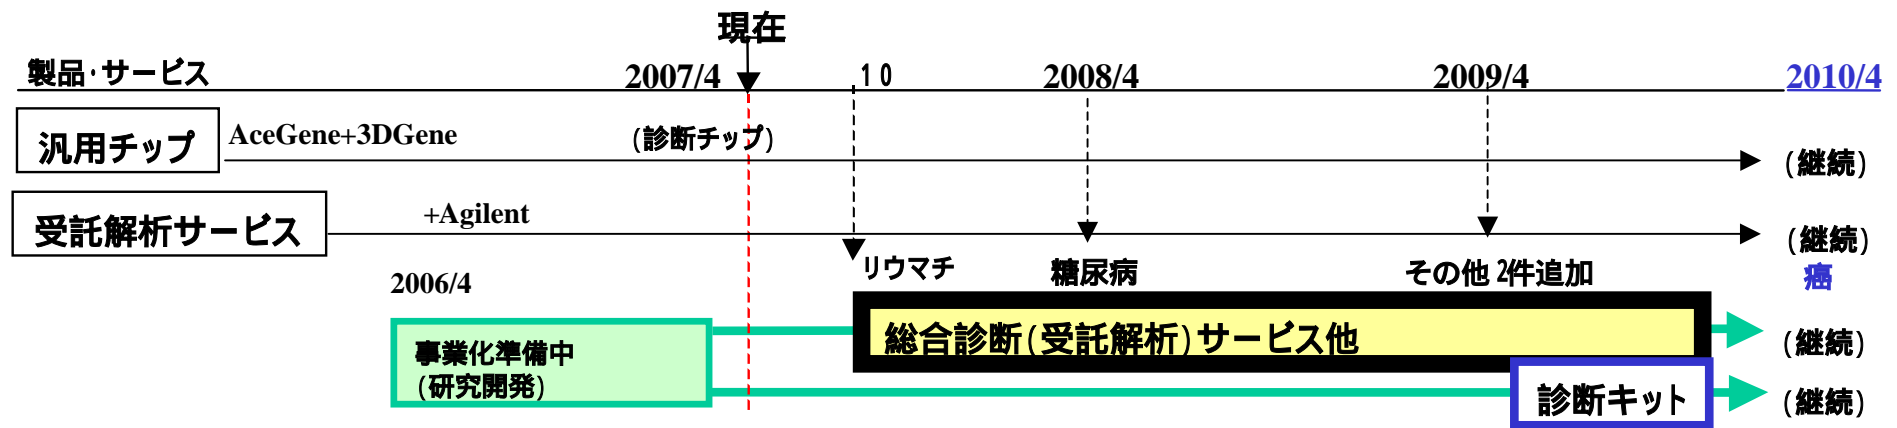 現在
製品・サービス 2007/4 10 2008/4 2009/4 2010/4
汎用チップ AceGene+3DGene (診断チップ) (継続)
受託解析サービス +Agilent (継続)
2006/4 リウマチ 糖尿病 その他 2件追加 癌
総合診断(受託解析)サービス他 (継続)
事業化準備中
(研究開発)
診断キット (継続)